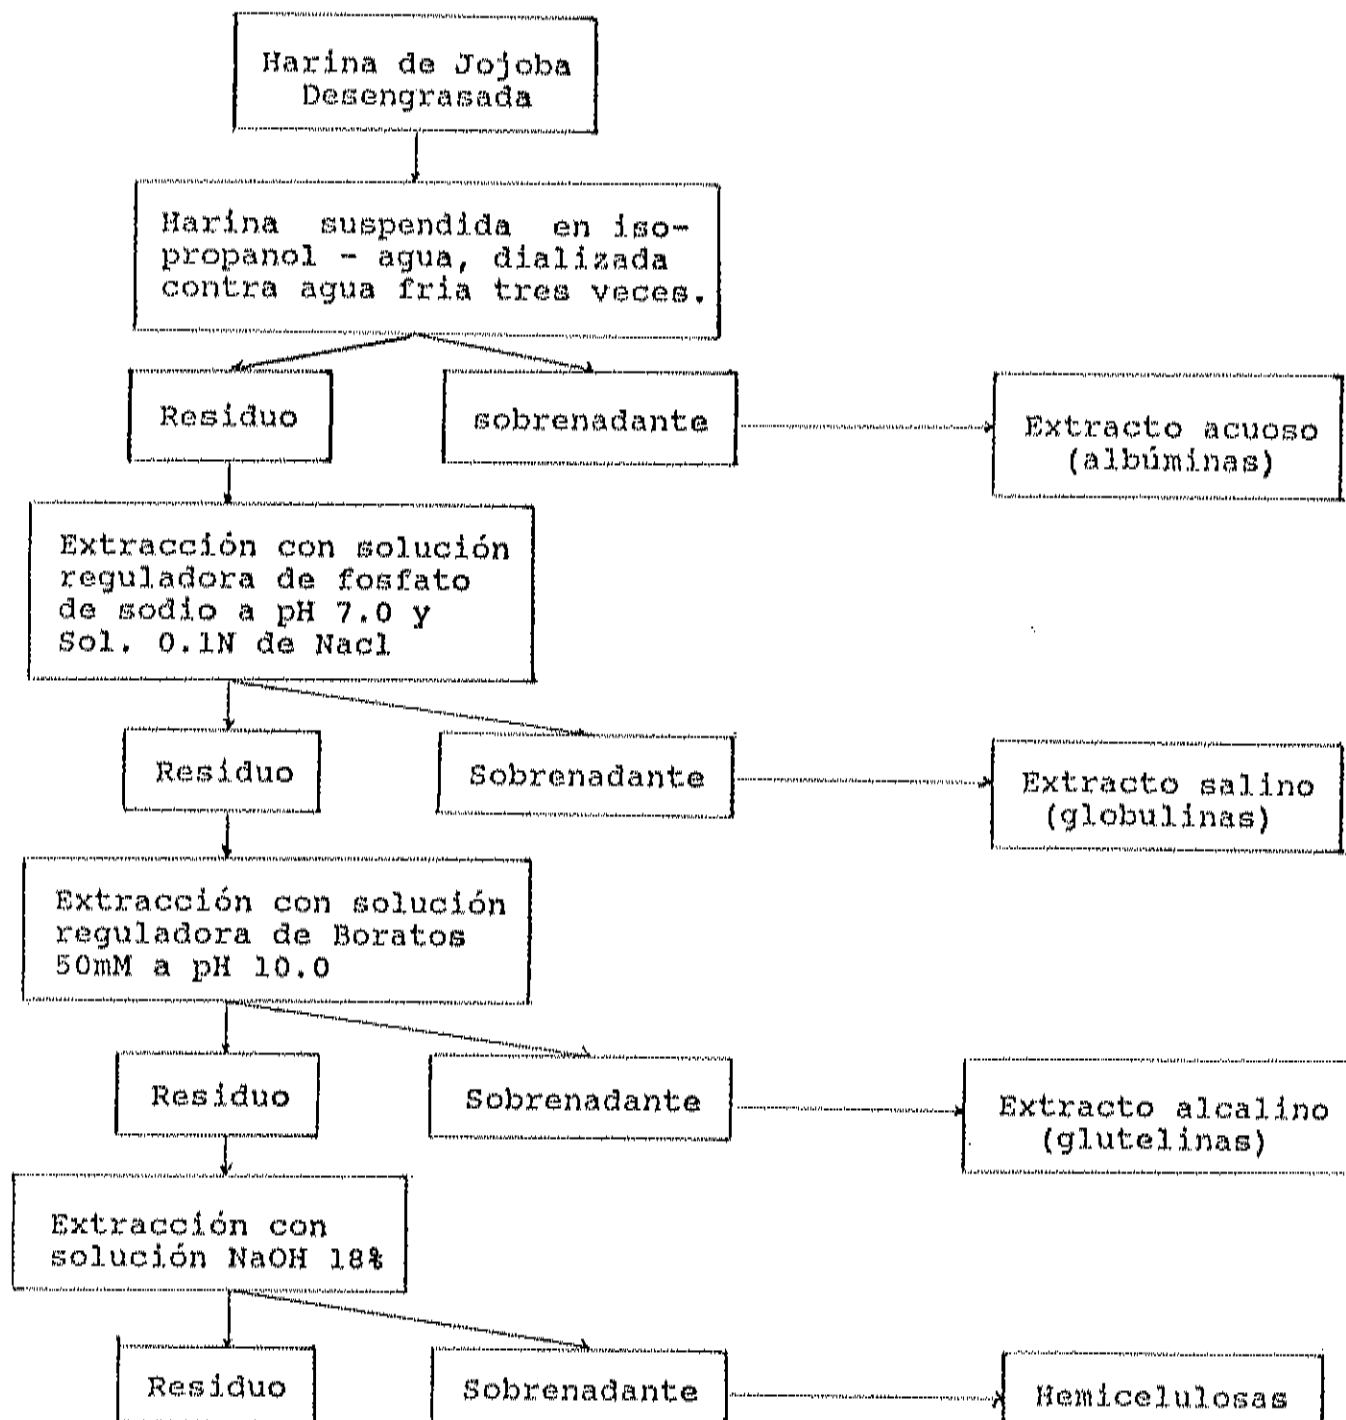 Harina de Jojoba
Desengrasada
Harina suspendida en iso-
propanol - agua, dializada
contra agua fria tres veces.
Residuo
sobrenadante
Extracto acuoso
(albúminas)
Extracción con solución
reguladora de fosfato
de sodio a pH 7.0 y
Sol. 0.1N de Nacl
Residuo
Sobrenadante
Extracto salino
(globulinas)
Extracción con solución
reguladora de Boratos
50mM a pH 10.0
Residuo
Sobrenadante
Extracto alcalino
(glutelinas)
Extracción con
solución NaOH 18%
Residuo
Sobrenadante
Hemicelulosas